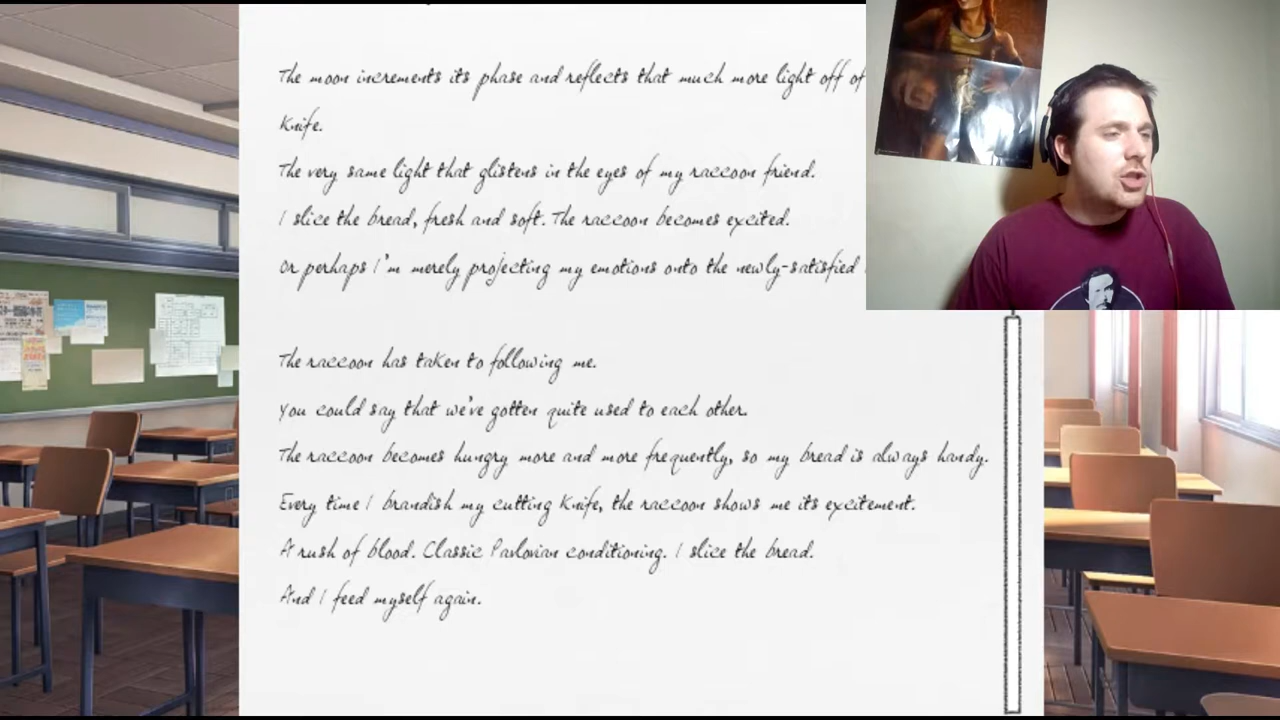 The moon increments its phase and reflects that much more light off of
Knife.
The very same light that glistens in the eyes of my raccoon friend.
I slice the bread, fresh and soft. The raccoon becomes excited.
Or perhaps I'm merely projecting my emotions onto the newly-satisfied
The raccoon has taken to following me.
You could say that we've gotten quite used to each other.
The raccoon becomes hungry more and more frequently, so my bread is always handy.
Every time I brandish my cutting Knife, the raccoon shows me its excitement.
A rush of blood. Classic Pavlovian conditioning. I slice the bread.
And I feed myself again.